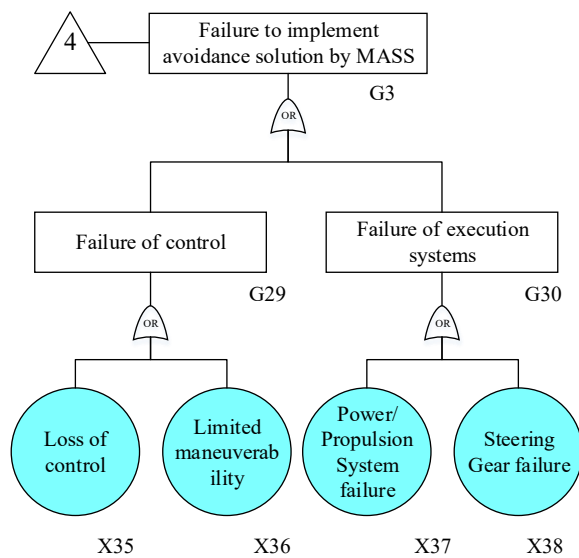 4
Failure to implement
avoidance solution by MASS
G3
OR
Failure of control
Failure of execution
systems
G29
G30
OR
OR
Loss of
control
Limited
maneuverab
ility
Power/
Propulsion
System
failure
Steering
Gear failure
X35
X36
X37
X38